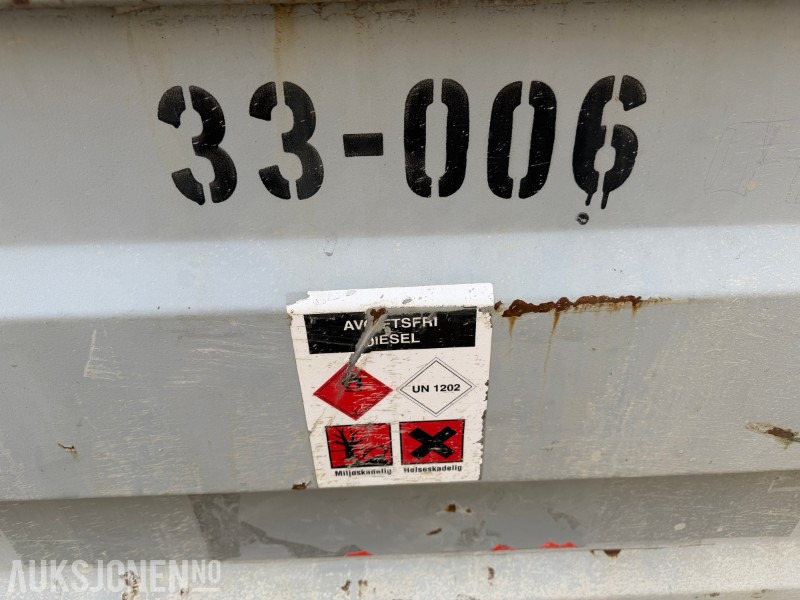 33-006
AVGIFTSFRI
DIESEL
UN 1202
Miljøskadelig
Helseskadelig
AUKSJONEN.NO